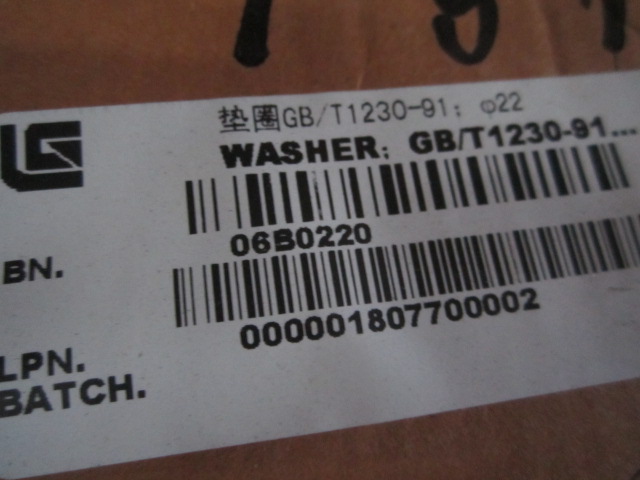 垫圈GB/T1230-91; φ22
WASHER; GB/T1230-91...
06B0220
BN.
000001807700002
LPN.
BATCH.